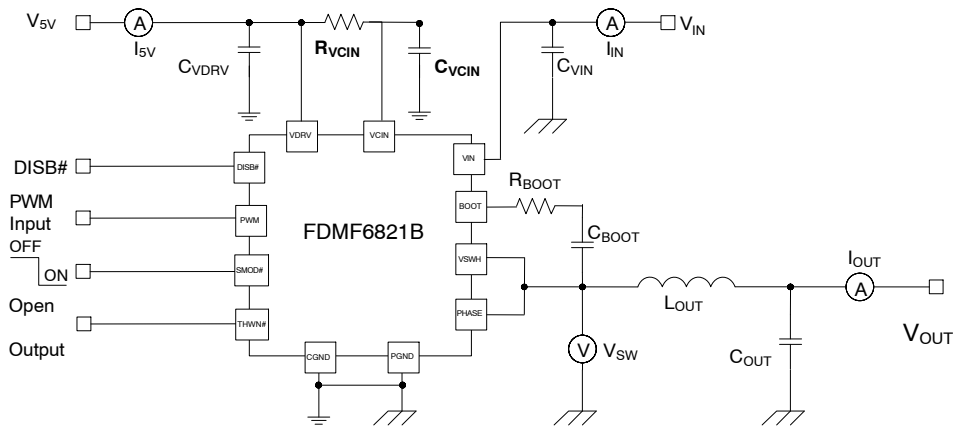 V5V
A
I5V
CVDRV
RVCIN
CVCIN
CVIN
A
IIN
VIN
VDRV
VCIN
VIN
DISB#
DISB#
RBOOT
BOOT
PWM
Input
PWM
FDMF6821B
CBOOT
OFF
ON
SMOD#
VSWH
IOUT
A
LOUT
Open
Output
THWN#
PHASE
VOUT
CGND
PGND
V
VSW
COUT